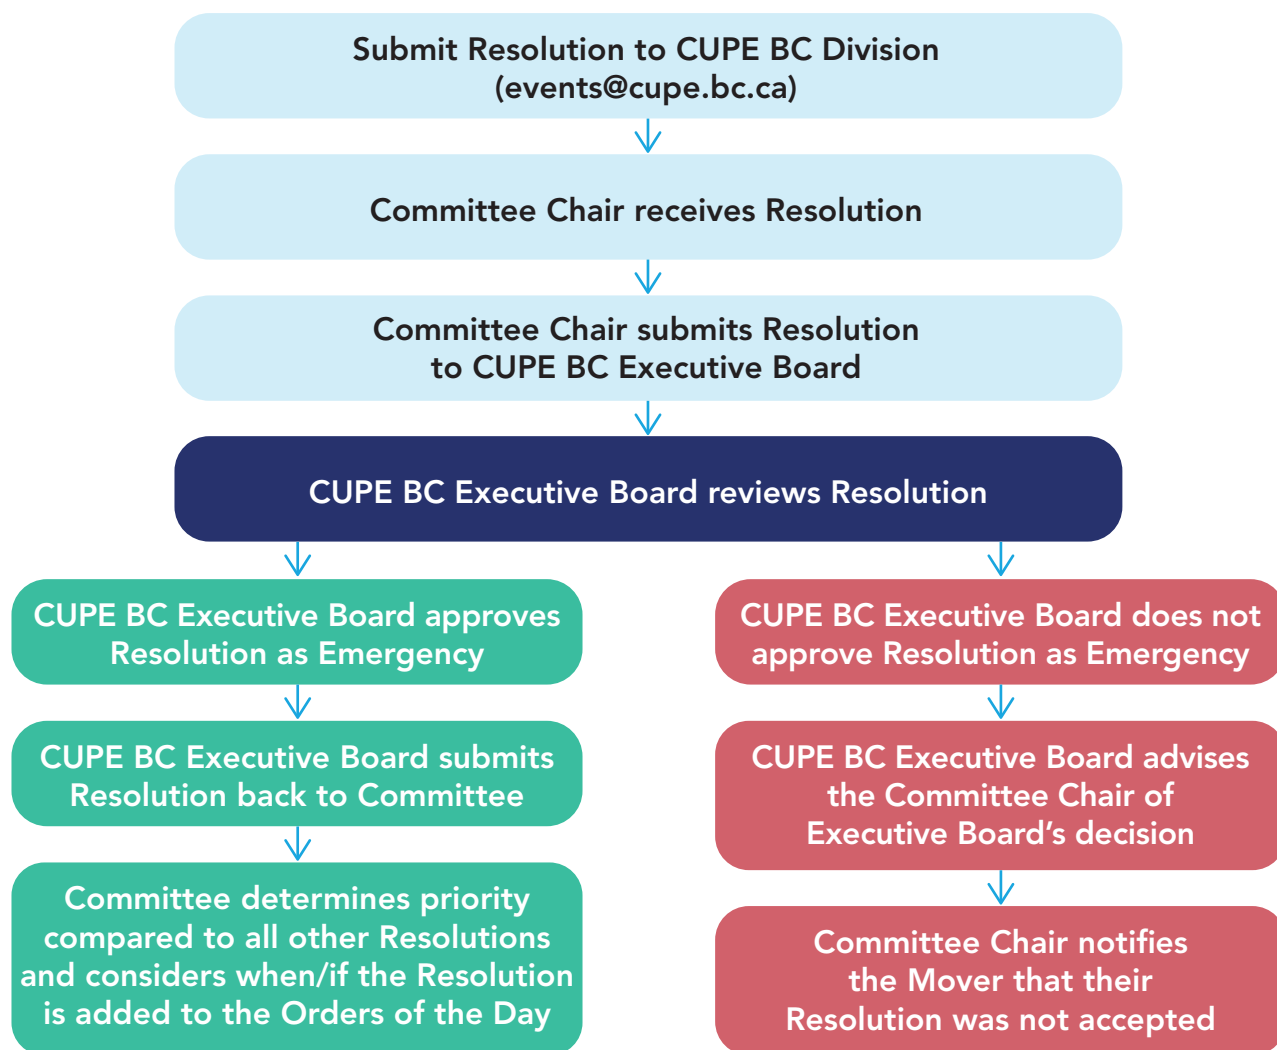 Submit Resolution to CUPE BC Division
(events@cupe.bc.ca)
Committee Chair receives Resolution
Committee Chair submits Resolution
to CUPE BC Executive Board
CUPE BC Executive Board reviews Resolution
CUPE BC Executive Board approves
Resolution as Emergency
CUPE BC Executive Board submits
Resolution back to Committee
Committee determines priority
compared to all other Resolutions
and considers when/if the Resolution
is added to the Orders of the Day
CUPE BC Executive Board does not
approve Resolution as Emergency
CUPE BC Executive Board advises
the Committee Chair of
Executive Board’s decision
Committee Chair notifies
the Mover that their
Resolution was not accepted